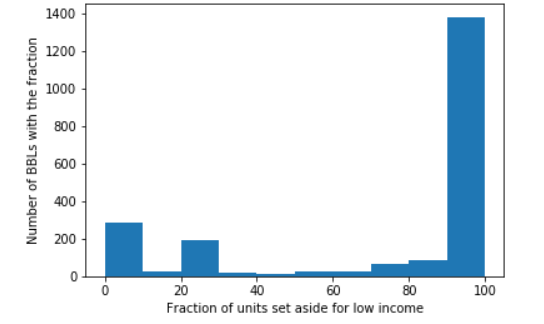 Number of BBLs with the fraction
1400
1200
1000
800
600
400
200
0
0 20 40 60 80 100
Fraction of units set aside for low income